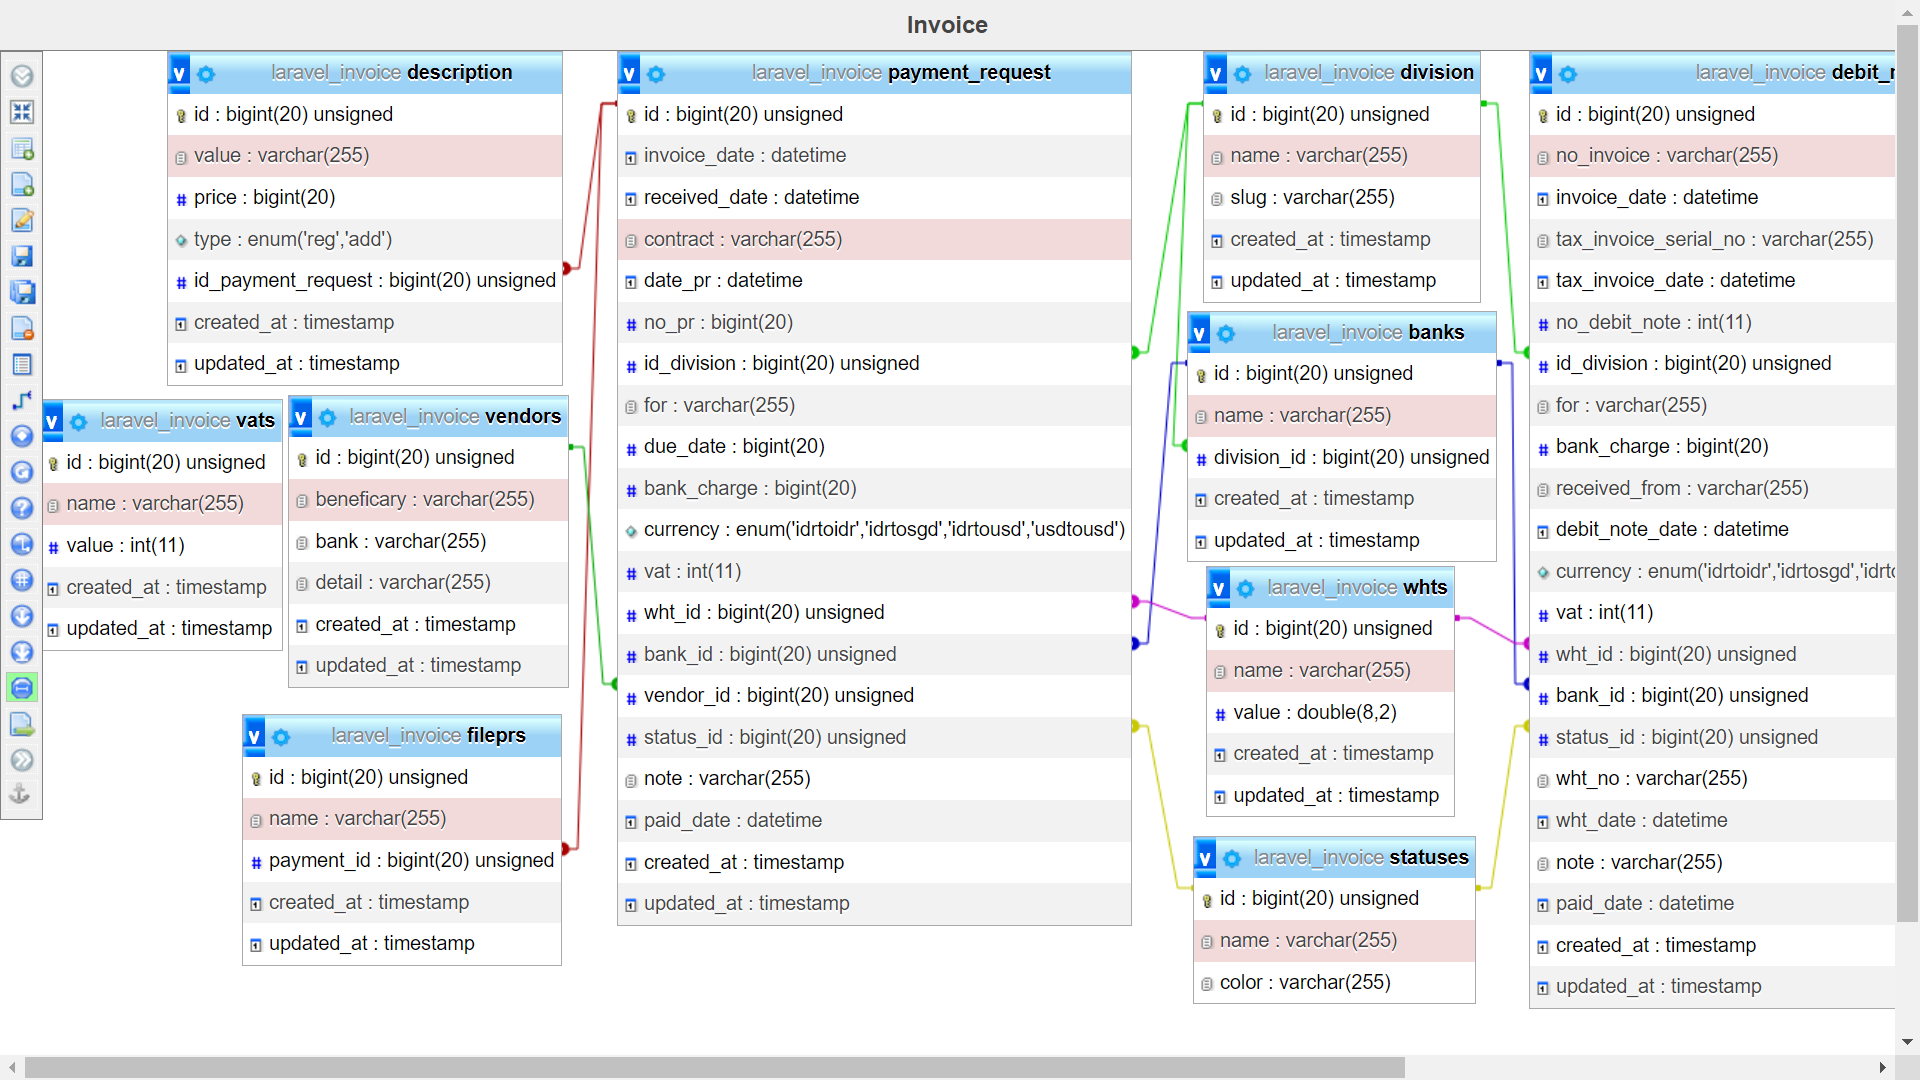 Invoice
laravel_invoice description
id : bigint(20) unsigned
value : varchar(255)
price : bigint(20)
type : enum('reg','add')
id_payment_request : bigint(20) unsigned
created_at : timestamp
updated_at : timestamp
laravel_invoice vats
id : bigint(20) unsigned
name : varchar(255)
value : int(11)
created_at : timestamp
updated_at : timestamp
laravel_invoice vendors
id : bigint(20) unsigned
beneficary : varchar(255)
bank : varchar(255)
detail : varchar(255)
created_at : timestamp
updated_at : timestamp
laravel_invoice fileprs
id : bigint(20) unsigned
name : varchar(255)
payment_id : bigint(20) unsigned
created_at : timestamp
updated_at : timestamp
laravel_invoice payment_request
id : bigint(20) unsigned
invoice_date : datetime
received_date : datetime
contract : varchar(255)
date_pr : datetime
no_pr : bigint(20)
id_division : bigint(20) unsigned
for : varchar(255)
due_date : bigint(20)
bank_charge : bigint(20)
currency : enum('idrtoidr','idrtosgd','idrtousd','usdtousd')
vat : int(11)
wht_id : bigint(20) unsigned
bank_id : bigint(20) unsigned
vendor_id : bigint(20) unsigned
status_id : bigint(20) unsigned
note : varchar(255)
paid_date : datetime
created_at : timestamp
updated_at : timestamp
laravel_invoice division
id : bigint(20) unsigned
name : varchar(255)
slug : varchar(255)
created_at : timestamp
updated_at : timestamp
laravel_invoice banks
id : bigint(20) unsigned
name : varchar(255)
division_id : bigint(20) unsigned
created_at : timestamp
updated_at : timestamp
laravel_invoice whts
id : bigint(20) unsigned
name : varchar(255)
value : double(8,2)
created_at : timestamp
updated_at : timestamp
laravel_invoice statuses
id : bigint(20) unsigned
name : varchar(255)
color : varchar(255)
laravel_invoice
id : bigint(20) unsigned
no_invoice : varchar(255)
invoice_date : datetime
tax_invoice_serial_no : varchar(255)
tax_invoice_date : datetime
no_debit_note : int(11)
id_division : bigint(20) unsigned
for : varchar(255)
bank_charge : bigint(20)
received_from : varchar(255)
debit_note_date : datetime
currency : enum('idrtoidr','idrtosgd',
vat : int(11)
wht_id : bigint(20) unsigned
bank_id : bigint(20) unsigned
status_id : bigint(20) unsigned
wht_no : varchar(255)
wht_date : datetime
note : varchar(255)
paid_date : datetime
created_at : timestamp
updated_at : timestamp